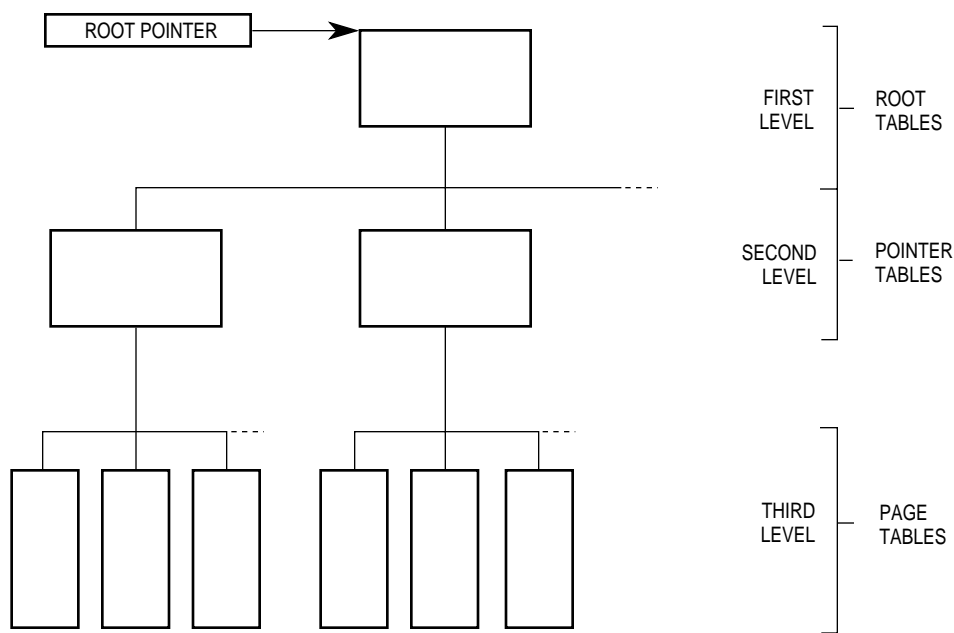 ROOT POINTER
FIRST
LEVEL
ROOT
TABLES
SECOND
LEVEL
POINTER
TABLES
THIRD
LEVEL
PAGE
TABLES